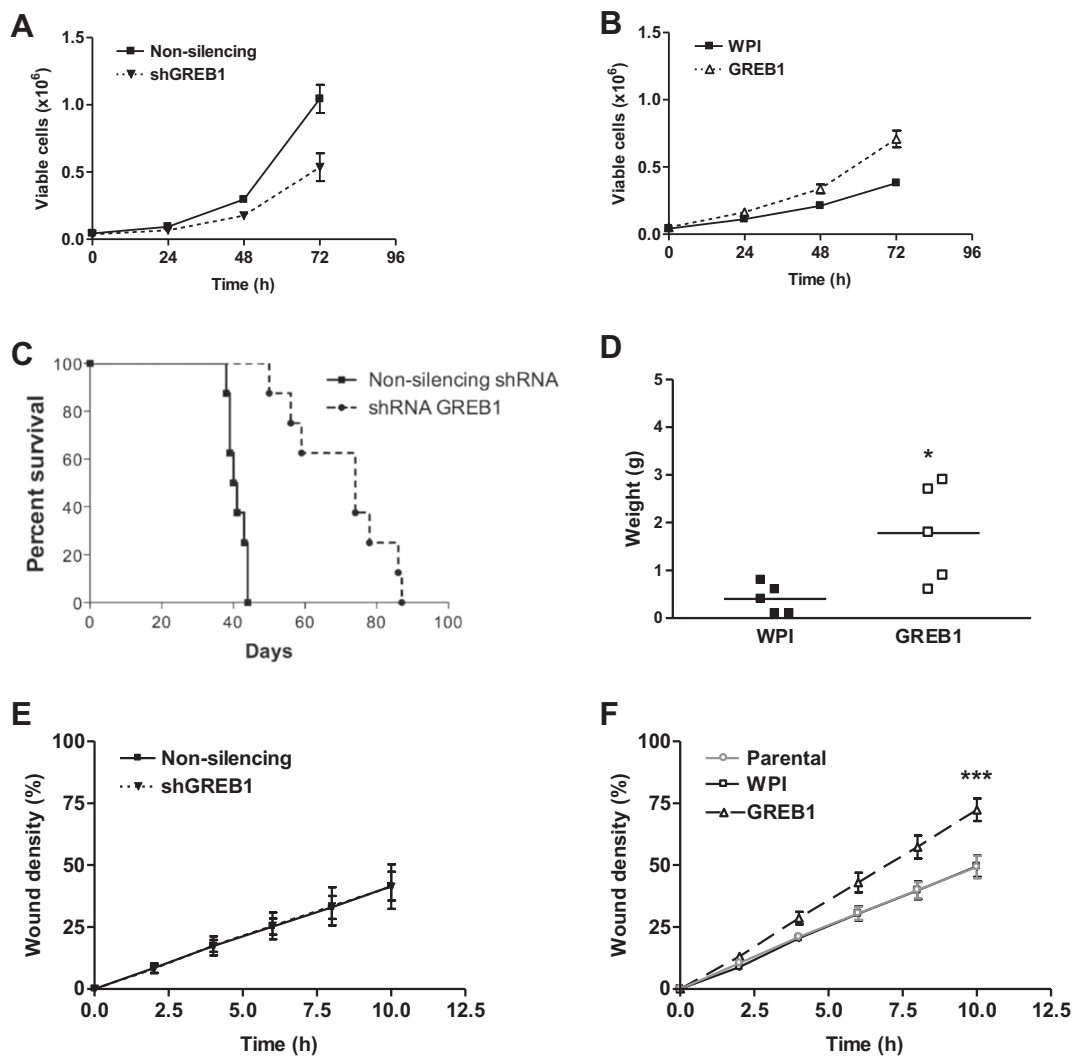 A
1.5
1.0
0.5
0.0
Viable cells (x10⁶)
Non-silencing
shGREB1
0 24 48 72 96
Time (h)
B
1.5
1.0
0.5
0.0
Viable cells (x10⁶)
WPI
GREB1
0 24 48 72 96
Time (h)
C
100
80
60
40
20
0
Percent survival
Non-silencing shRNA
shRNA GREB1
0 20 40 60 80 100
Days
D
5
4
3
2
1
0
Weight (g)
*
WPI GREB1
E
100
75
50
25
0
Wound density (%)
Non-silencing
shGREB1
0.0 2.5 5.0 7.5 10.0 12.5
Time (h)
F
100
75
50
25
0
Wound density (%)
Parental
WPI
GREB1
***
0.0 2.5 5.0 7.5 10.0 12.5
Time (h)